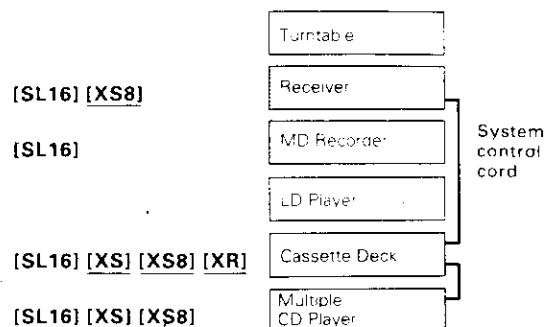 Turntable
[SL16] [XS8] Receiver
[SL16] MD Recorder
System
control
cord
LD Player
[SL16] [XS] [XS8] [XR] Cassette Deck
[SL16] [XS] [XS8] Multiple
CD Player